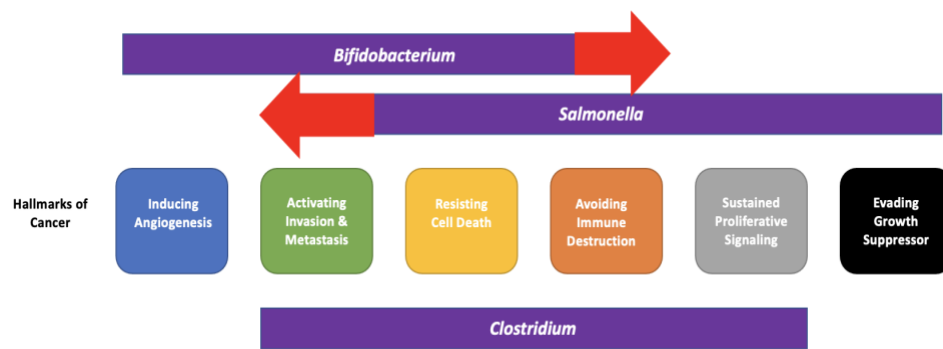 Bifidobacterium
Salmonella
Hallmarks of
Cancer
Inducing
Angiogenesis
Activating
Invasion &
Metastasis
Resisting
Cell Death
Avoiding
Immune
Destruction
Sustained
Proliferative
Signaling
Evading
Growth
Suppressor
Clostridium